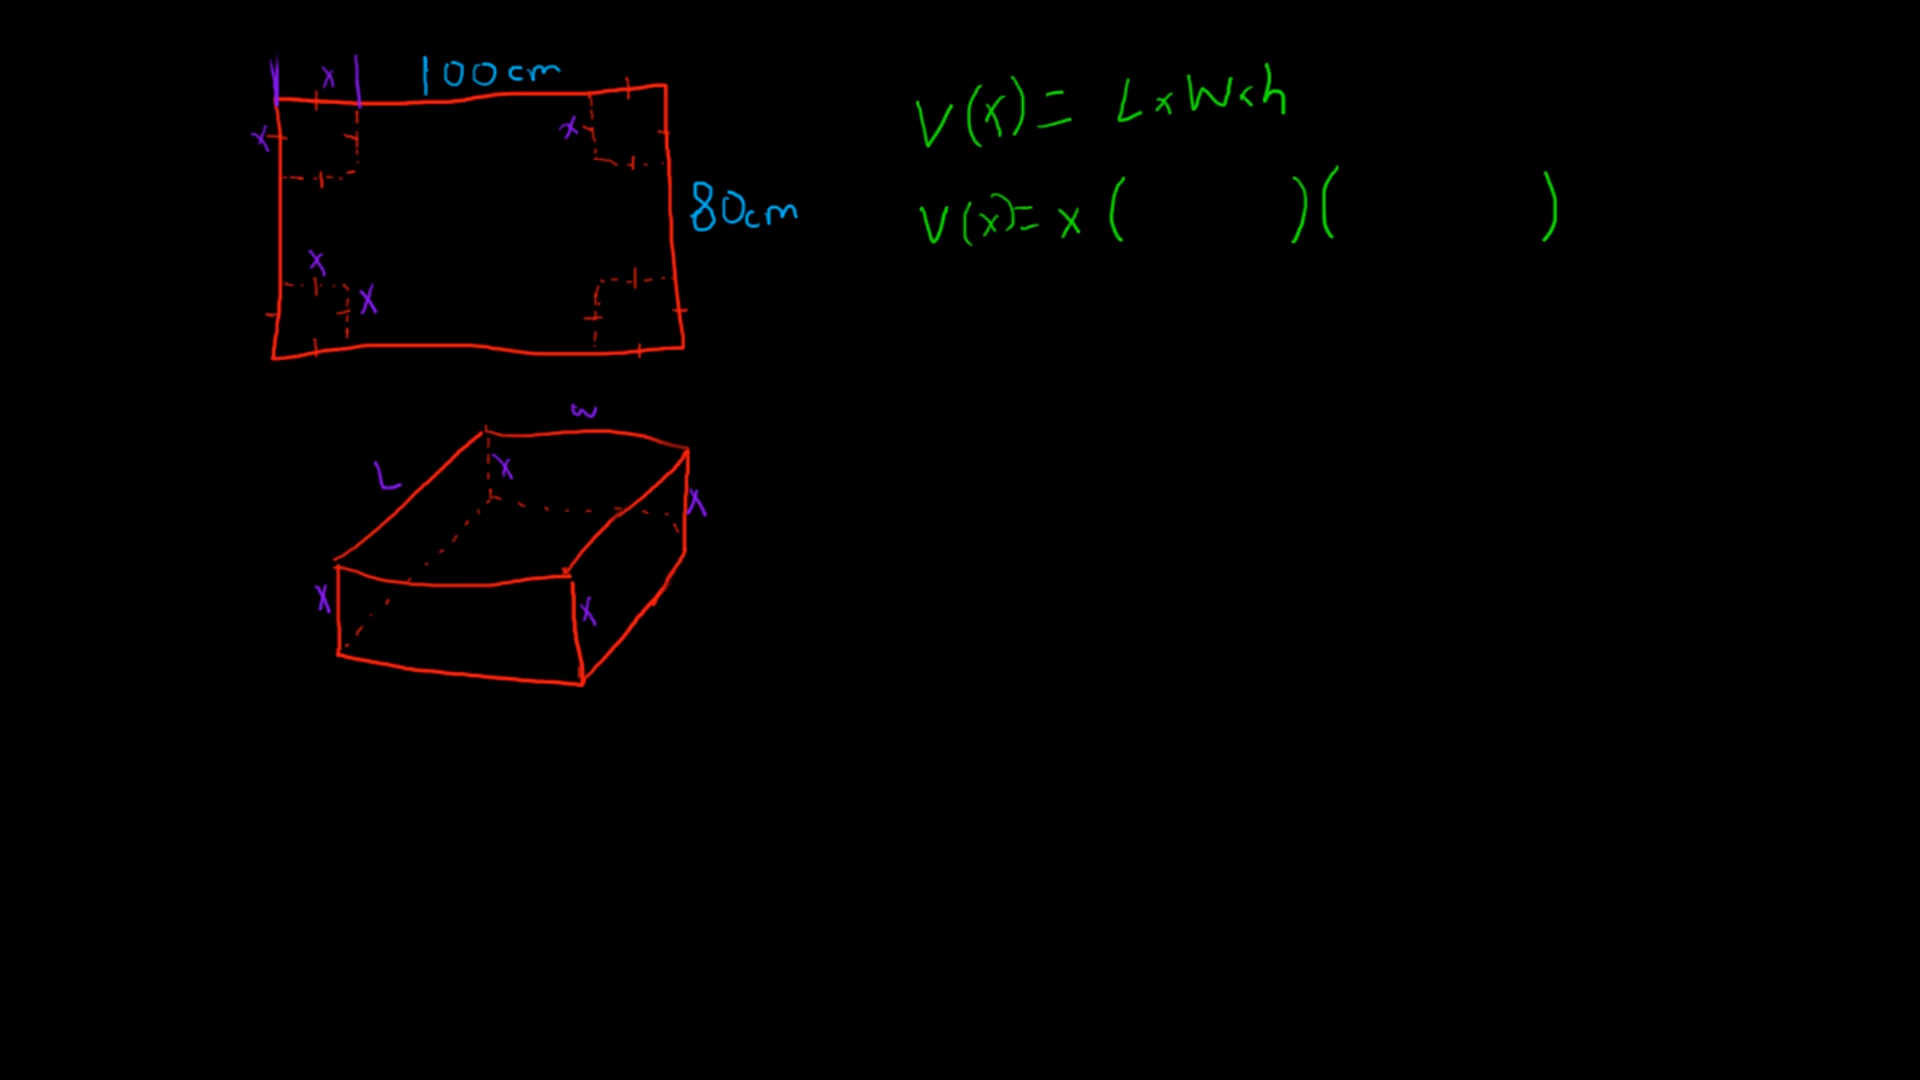 x 100cm
x x
80cm
x
x
w
L x
x
x x
V(x) = L x W x h
V(x) = x ( ) ( )